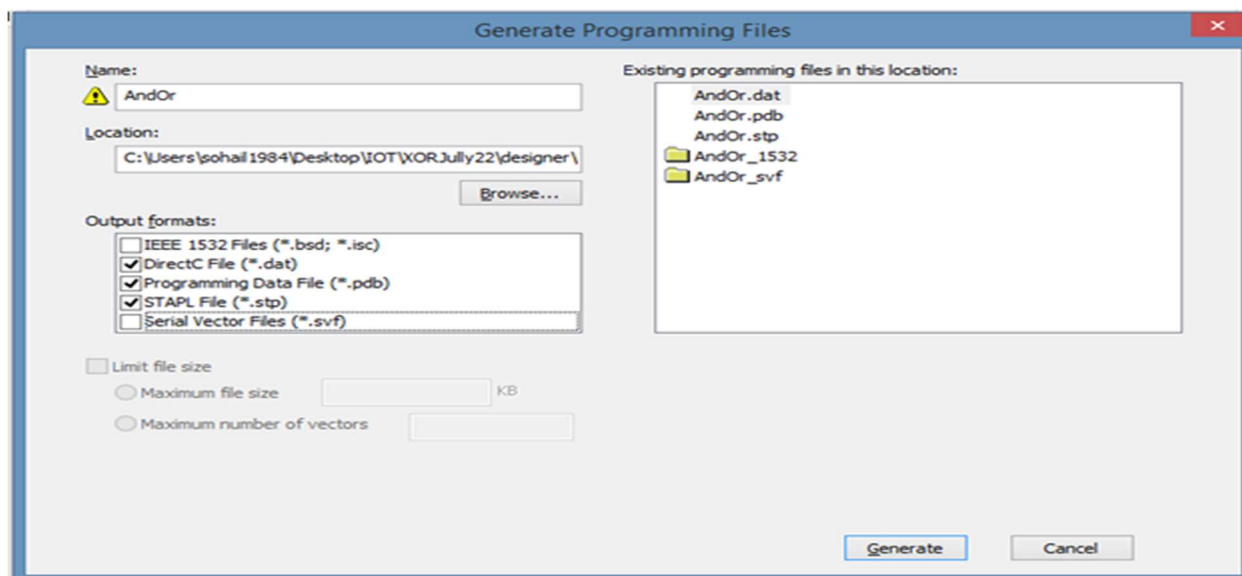 Generate Programming Files
Name:
AndOr
Location:
C:\Users\sohail1984\Desktop\IOT\XORJully22\designer\
Browse...
Output formats:
IEEE 1532 Files (*.bsd; *.isc)
DirectC File (*.dat)
Programming Data File (*.pdb)
STAPL File (*.stp)
Serial Vector Files (*.svf)
Limit file size
Maximum file size
KB
Maximum number of vectors
Existing programming files in this location:
AndOr.dat
AndOr.pdb
AndOr.stp
AndOr_1532
AndOr_svf
Generate
Cancel